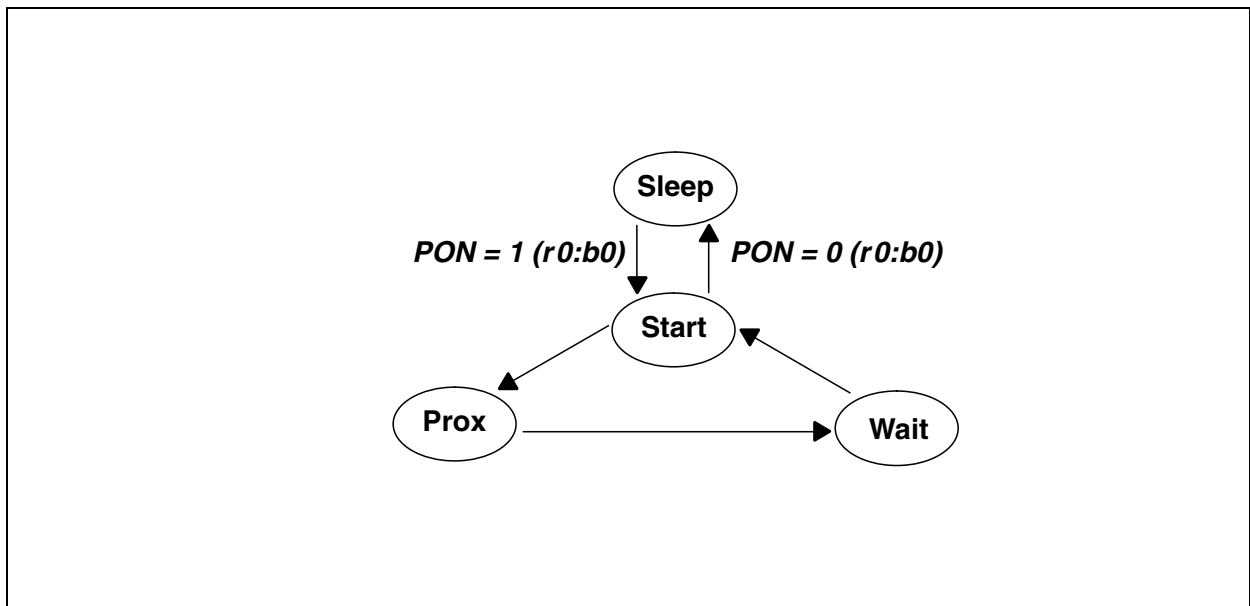 Sleep
PON = 1 (r0:b0)
PON = 0 (r0:b0)
Start
Prox
Wait